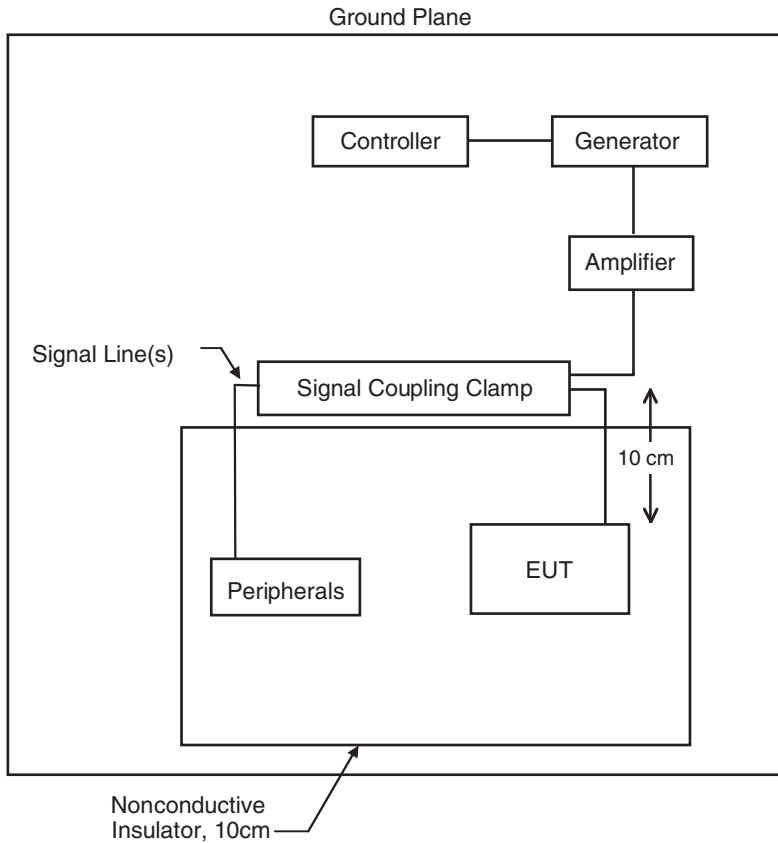 Ground Plane
Controller
Generator
Amplifier
Signal Line(s)
Signal Coupling Clamp
10 cm
EUT
Peripherals
Nonconductive
Insulator, 10cm